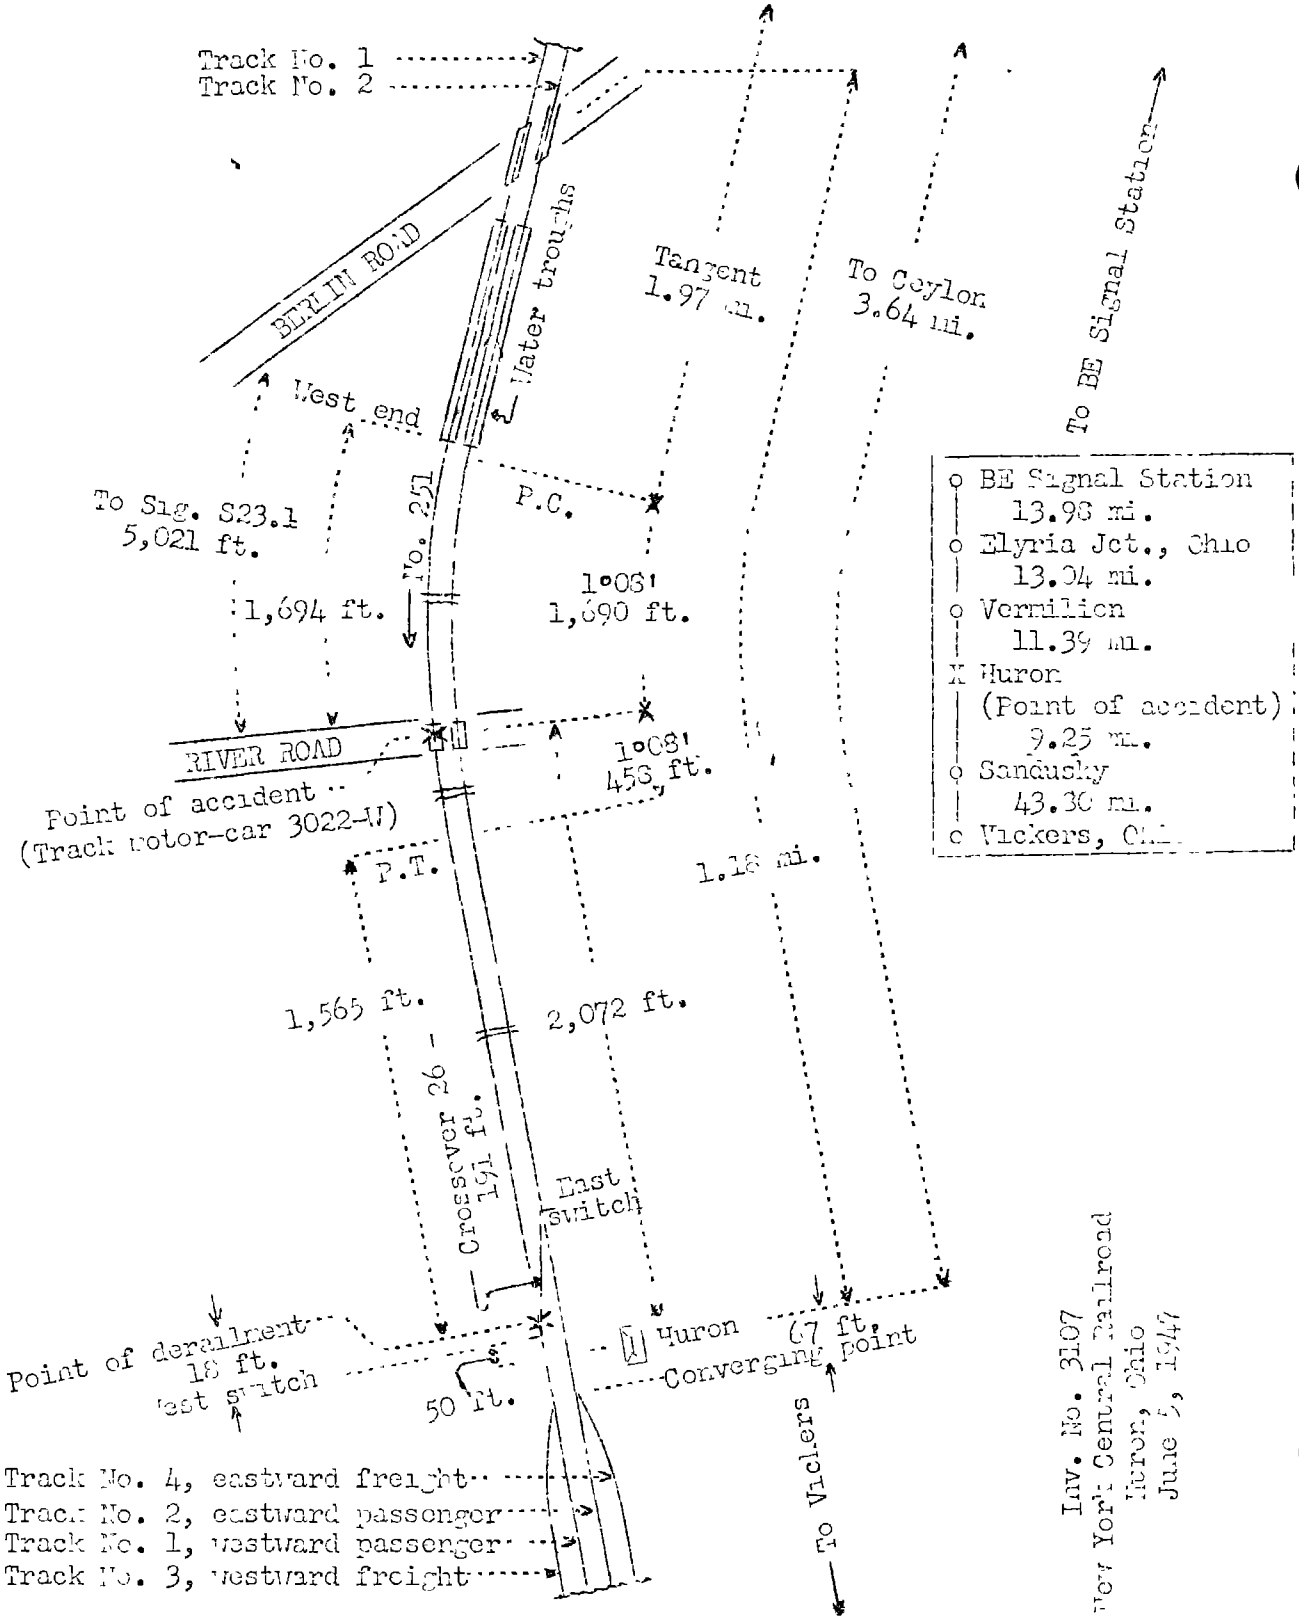 Track No. 1
Track No. 2
BERLIN ROAD
Water troughs
Tangent
1.97 mi.
To Ceylon
3.64 mi.
To BE Signal Station
West end
P.C.
To Sig. S23.1
5,021 ft.
No. 251
1,694 ft.
1°08'
1,690 ft.
BE Signal Station
13.98 mi.
Elyria Jct., Ohio
13.04 mi.
Vermilion
11.39 mi.
X Huron
(Point of accident)
9.25 mi.
Sandusky
43.30 mi.
Vickers,
RIVER ROAD
1°08'
458 ft.
Point of accident
(Track motor-car 3022-W)
P.T.
1.18 mi.
1,565 ft.
2,072 ft.
Crossover 26
191 ft.
East
switch
Point of derailment
18 ft.
West switch
50 ft.
Huron
67 ft.
Converging point
To Vickers
Track No. 4, eastward freight
Track No. 2, eastward passenger
Track No. 1, westward passenger
Track No. 3, westward freight
Inv. No. 3107
New York Central Railroad
Huron, Ohio
June 5, 1947